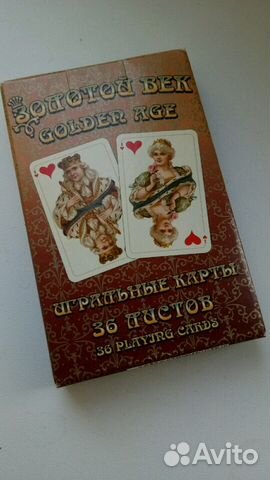 ЗОЛОТОЙ ВЕК
GOLDEN AGE
ИГРАЛЬНЫЕ КАРТЫ
36 ЛИСТОВ
36 PLAYING CARDS
Avito